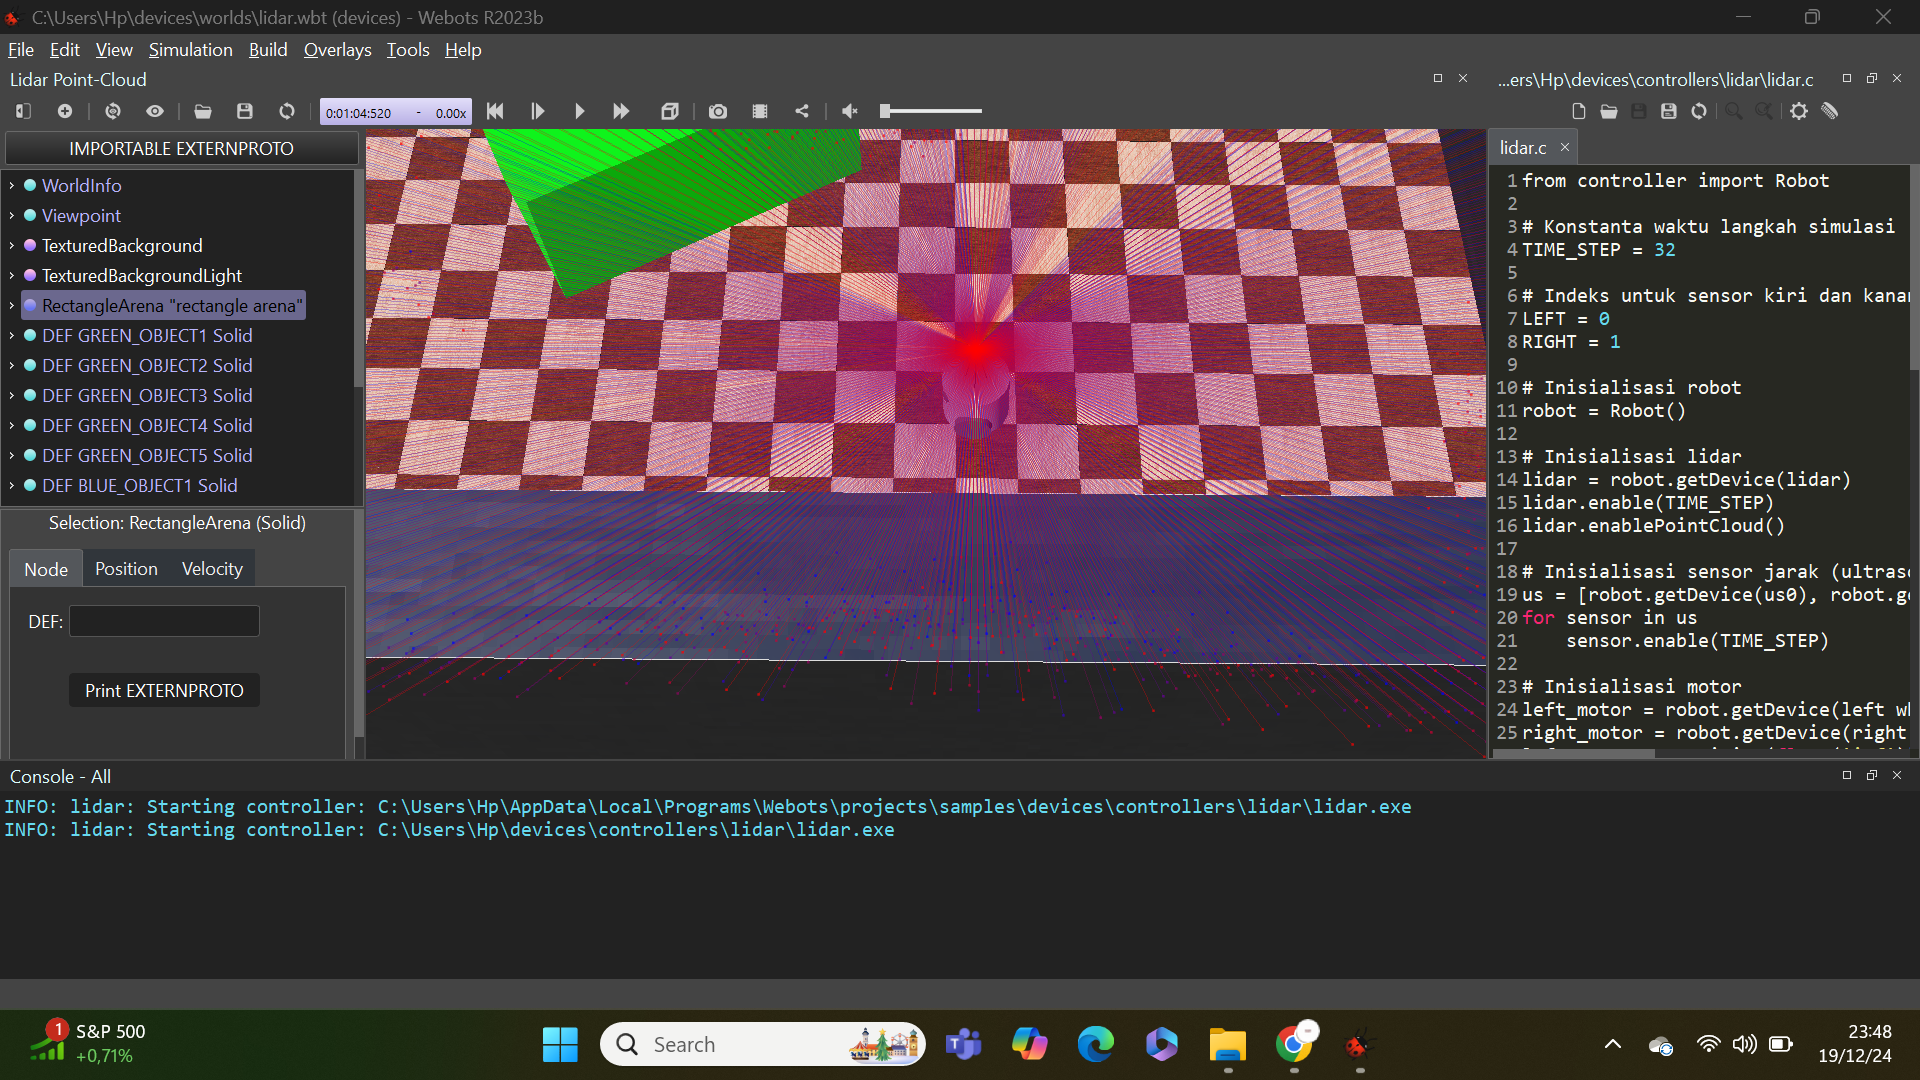 C:\Users\Hp\devices\worlds\lidar.wbt (devices) - Webots R2023b
File Edit View Simulation Build Overlays Tools Help
Lidar Point-Cloud
...ers\Hp\devices\controllers\lidar\lidar.c
0:01:04:520 - 0.00x
IMPORTABLE EXTERNPROTO
WorldInfo
Viewpoint
TexturedBackground
TexturedBackgroundLight
RectangleArena "rectangle arena"
DEF GREEN_OBJECT1 Solid
DEF GREEN_OBJECT2 Solid
DEF GREEN_OBJECT3 Solid
DEF GREEN_OBJECT4 Solid
DEF GREEN_OBJECT5 Solid
DEF BLUE_OBJECT1 Solid
Selection: RectangleArena (Solid)
Node Position Velocity
DEF:
Print EXTERNPROTO
lidar.c
1 from controller import Robot
2
3 # Konstanta waktu langkah simulasi
4 TIME_STEP = 32
5
6 # Indeks untuk sensor kiri dan kanan
7 LEFT = 0
8 RIGHT = 1
9
10 # Inisialisasi robot
11 robot = Robot()
12
13 # Inisialisasi lidar
14 lidar = robot.getDevice(lidar)
15 lidar.enable(TIME_STEP)
16 lidar.enablePointCloud()
17
18 # Inisialisasi sensor jarak (ultraso
19 us = [robot.getDevice(us0), robot.ge
20 for sensor in us
21 sensor.enable(TIME_STEP)
22
23 # Inisialisasi motor
24 left_motor = robot.getDevice(left wh
25 right_motor = robot.getDevice(right
Console - All
INFO: lidar: Starting controller: C:\Users\Hp\AppData\Local\Programs\Webots\projects\samples\devices\controllers\lidar\lidar.exe
INFO: lidar: Starting controller: C:\Users\Hp\devices\controllers\lidar\lidar.exe
1
S&P 500
+0,71%
Search
23:48
19/12/24